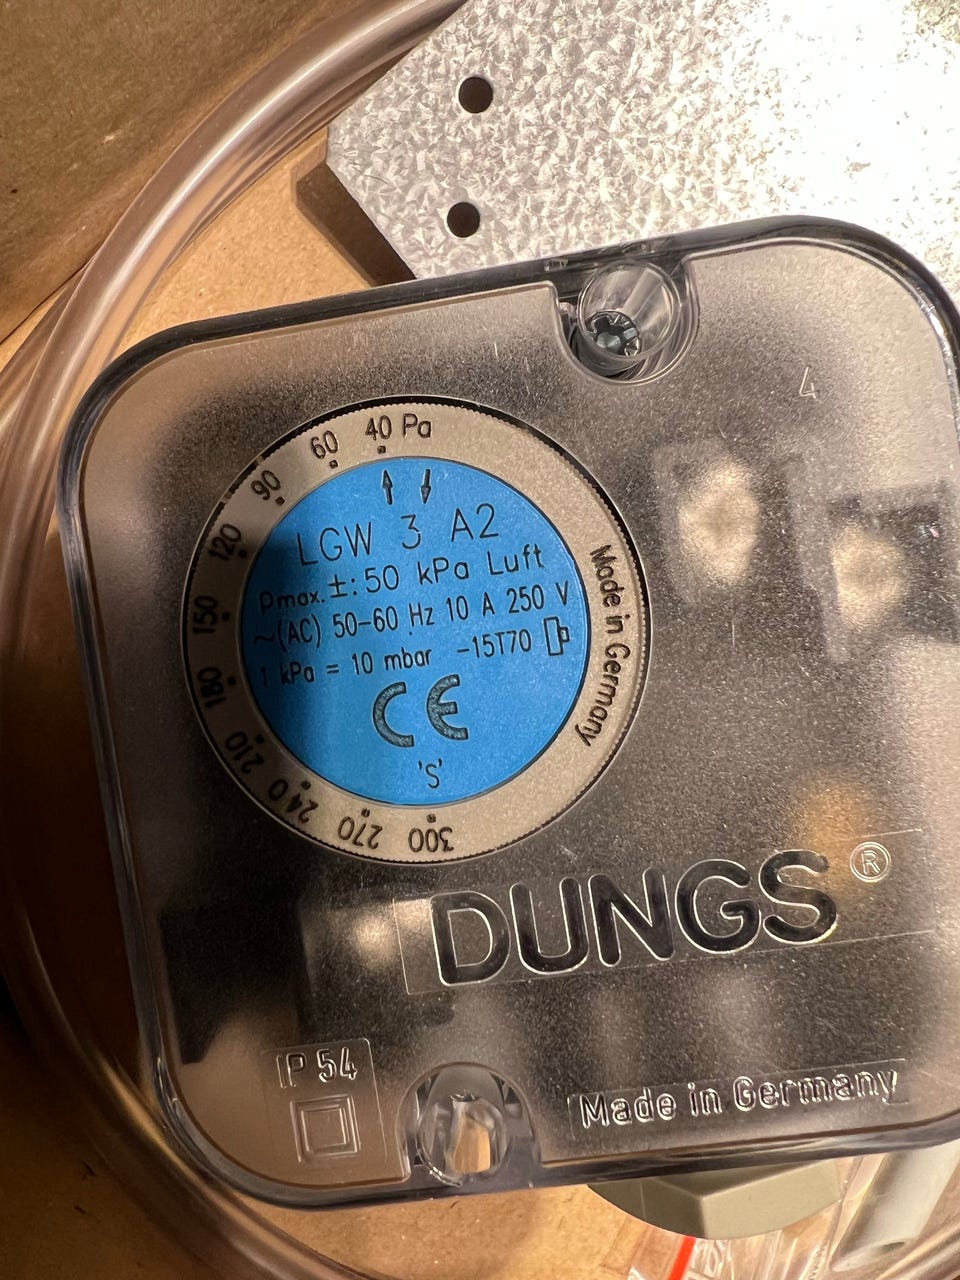 4
40 Pa
60
90
120
150
180
210
240
270
300
↑ ↓
LGW 3 A2
Pmax. ±: 50 kPa Luft
~(AC) 50-60 Hz 10 A 250 V
1 kPa = 10 mbar -15T70
CE
'S'
Made in Germany
DUNGS®
IP 54
Made in Germany